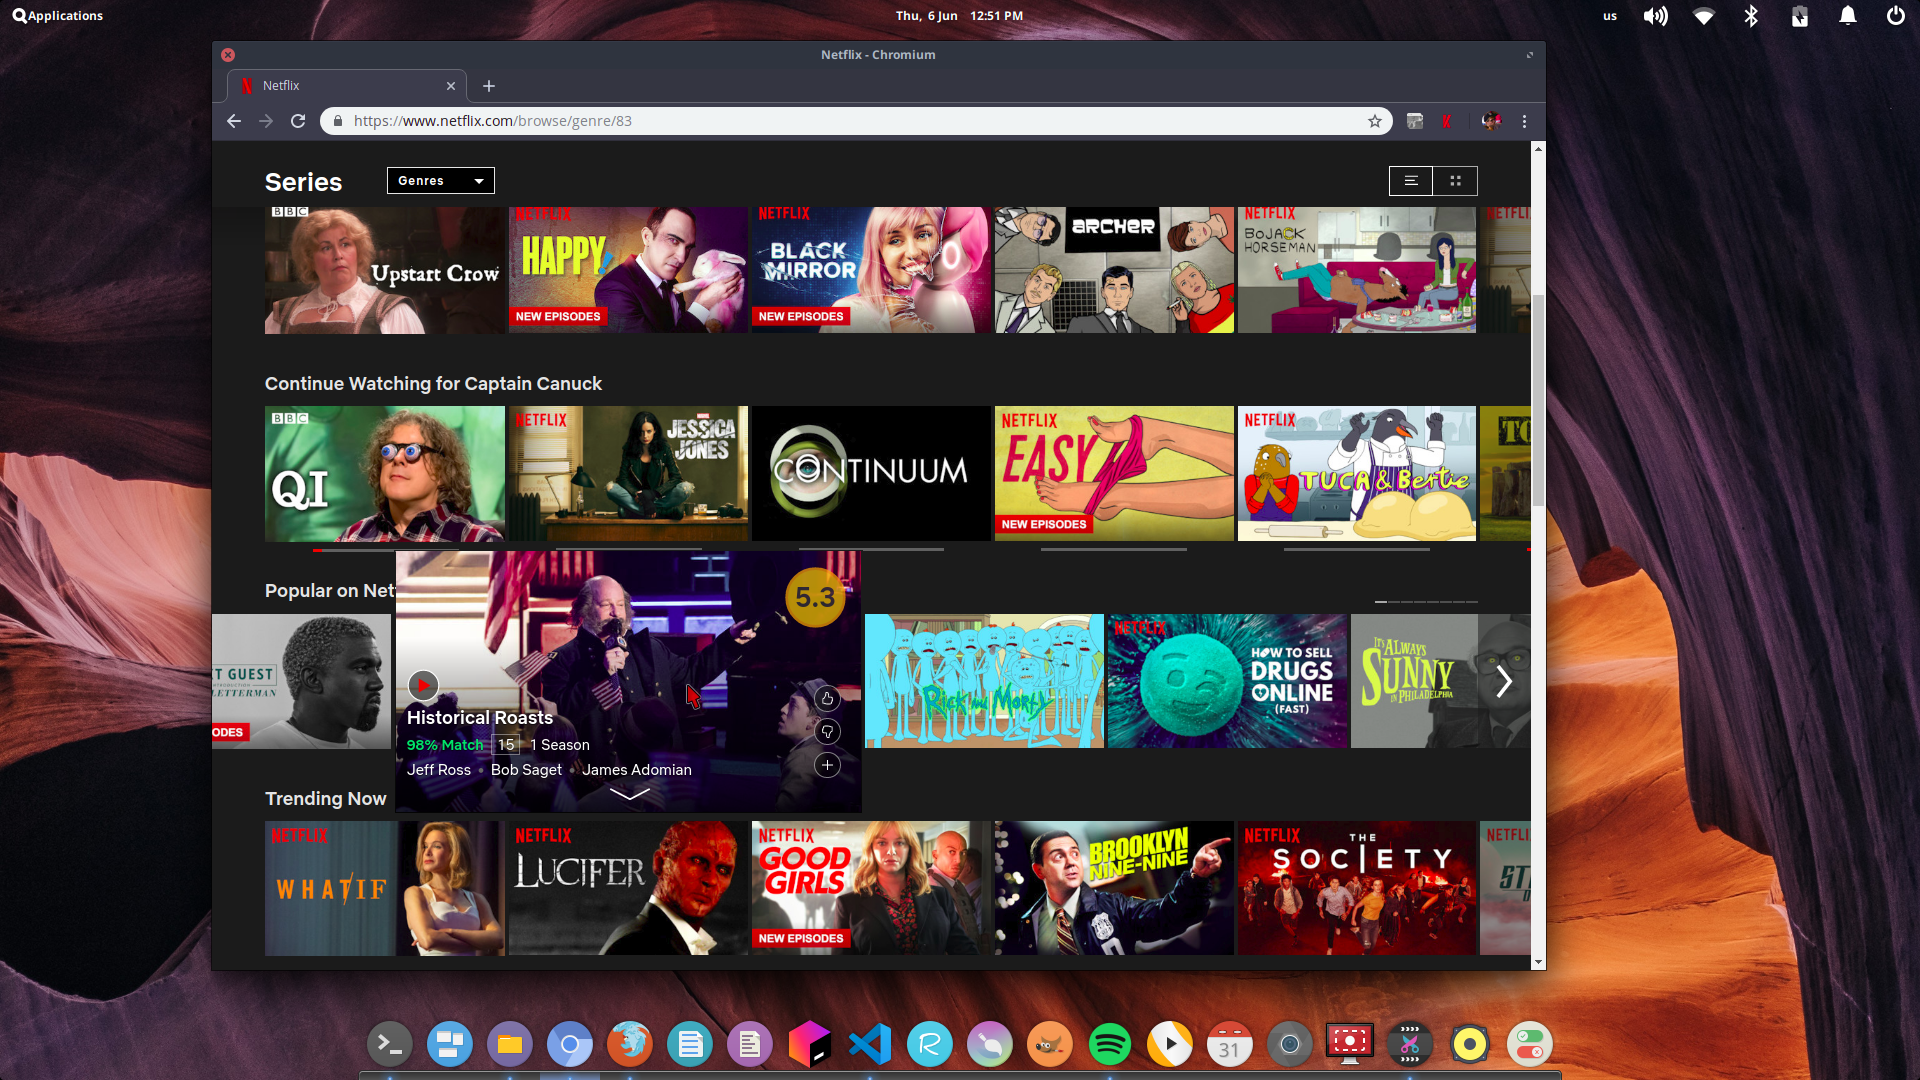 Applications
Thu, 6 Jun 12:51 PM
us
Netflix - Chromium
Netflix
https://www.netflix.com/browse/genre/83
Series
Genres
BBC
Upstart Crow
NETFLIX
HAPPY!
NEW EPISODES
NETFLIX
BLACK MIRROR
NEW EPISODES
ARCHER
NETFLIX
BoJACK
HORSEMAN
Continue Watching for Captain Canuck
BBC
QI
NETFLIX
MARVEL
JESSICA
JONES
CONTINUUM
NETFLIX
EASY
NEW EPISODES
NETFLIX
TUCA & Bertie
Popular on Net
T GUEST
LETTERMAN
ODES
5.3
Historical Roasts
98% Match 15 1 Season
Jeff Ross • Bob Saget • James Adomian
Rick and Morty
NETFLIX
HOW TO SELL
DRUGS
ONLINE
(FAST)
IT'S ALWAYS
SUNNY
IN PHILADELPHIA
Trending Now
NETFLIX
WHAT/IF
NETFLIX
LUCIFER
NETFLIX
GOOD
GIRLS
NEW EPISODES
BROOKLYN
NINE-NINE
NETFLIX
THE
SOCIETY
NETFLI
ST
31